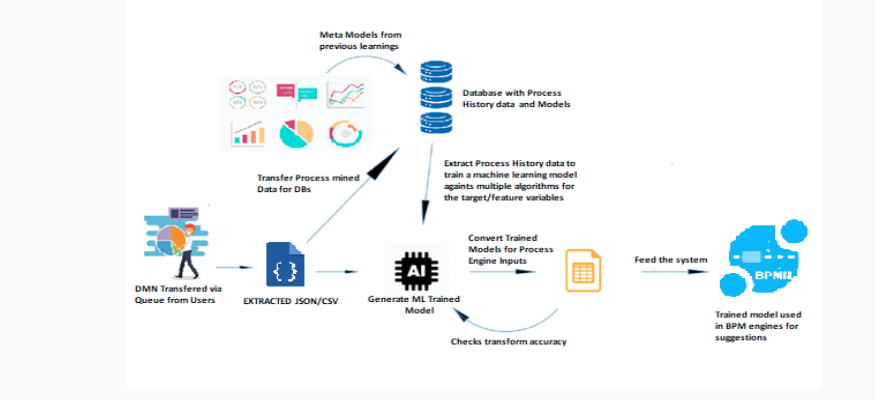 Meta Models from
previous learnings
Database with Process
History data and Models
Transfer Process mined
Data for DBs
Extract Process History data to
train a machine learning model
againts multiple algorithms for
the target/feature variables
DMN Transfered via
Queue from Users
{ }
EXTRACTED JSON/CSV
AI
Generate ML Trained
Model
Convert Trained
Models for Process
Engine Inputs
Checks transform accuracy
Feed the system
BPMN
Trained model used
in BPM engines for
suggestions